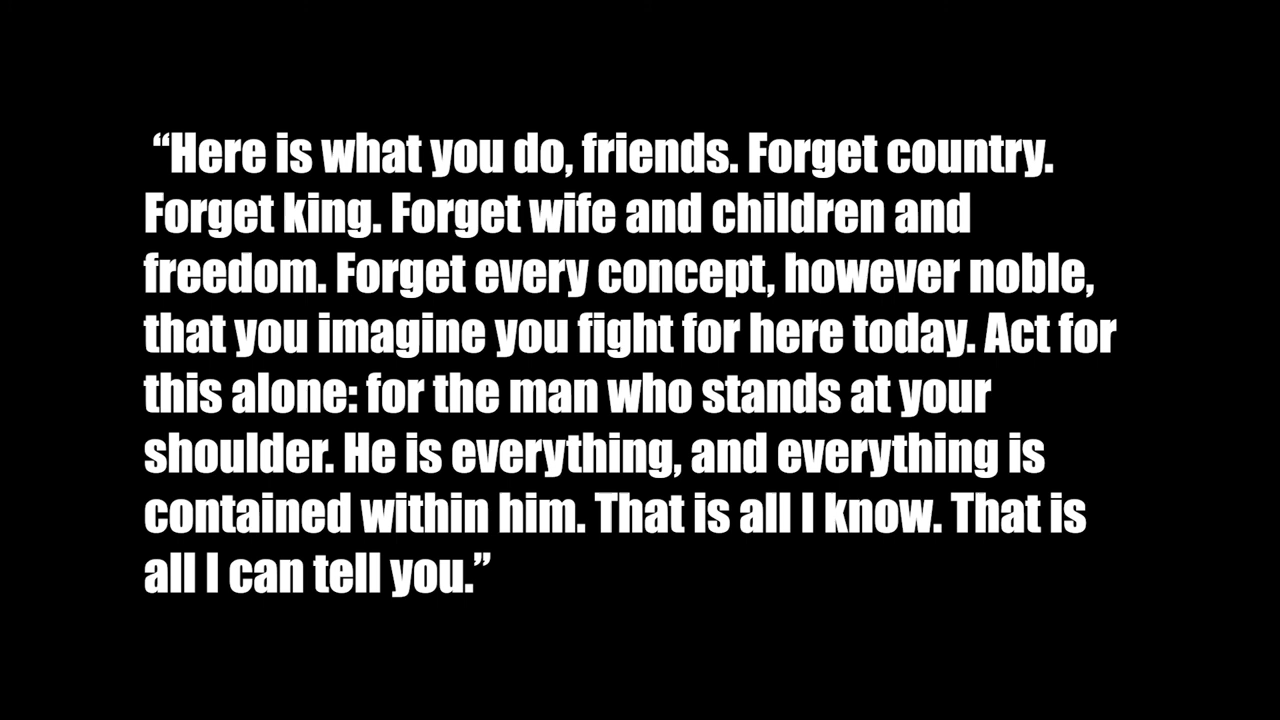 “Here is what you do, friends. Forget country.
Forget king. Forget wife and children and
freedom. Forget every concept, however noble,
that you imagine you fight for here today. Act for
this alone: for the man who stands at your
shoulder. He is everything, and everything is
contained within him. That is all I know. That is
all I can tell you.”